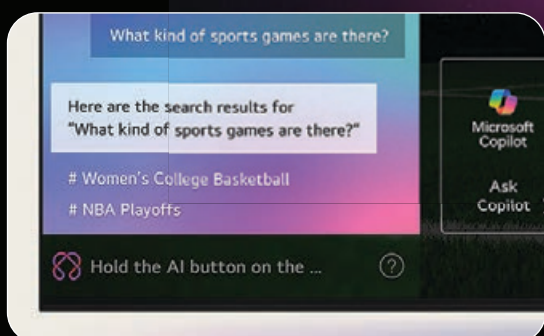 What kind of sports games are there?
Here are the search results for
"What kind of sports games are there?"
# Women's College Basketball
# NBA Playoffs
Hold the AI button on the ...
?
Microsoft
Copilot
Ask
Copilot